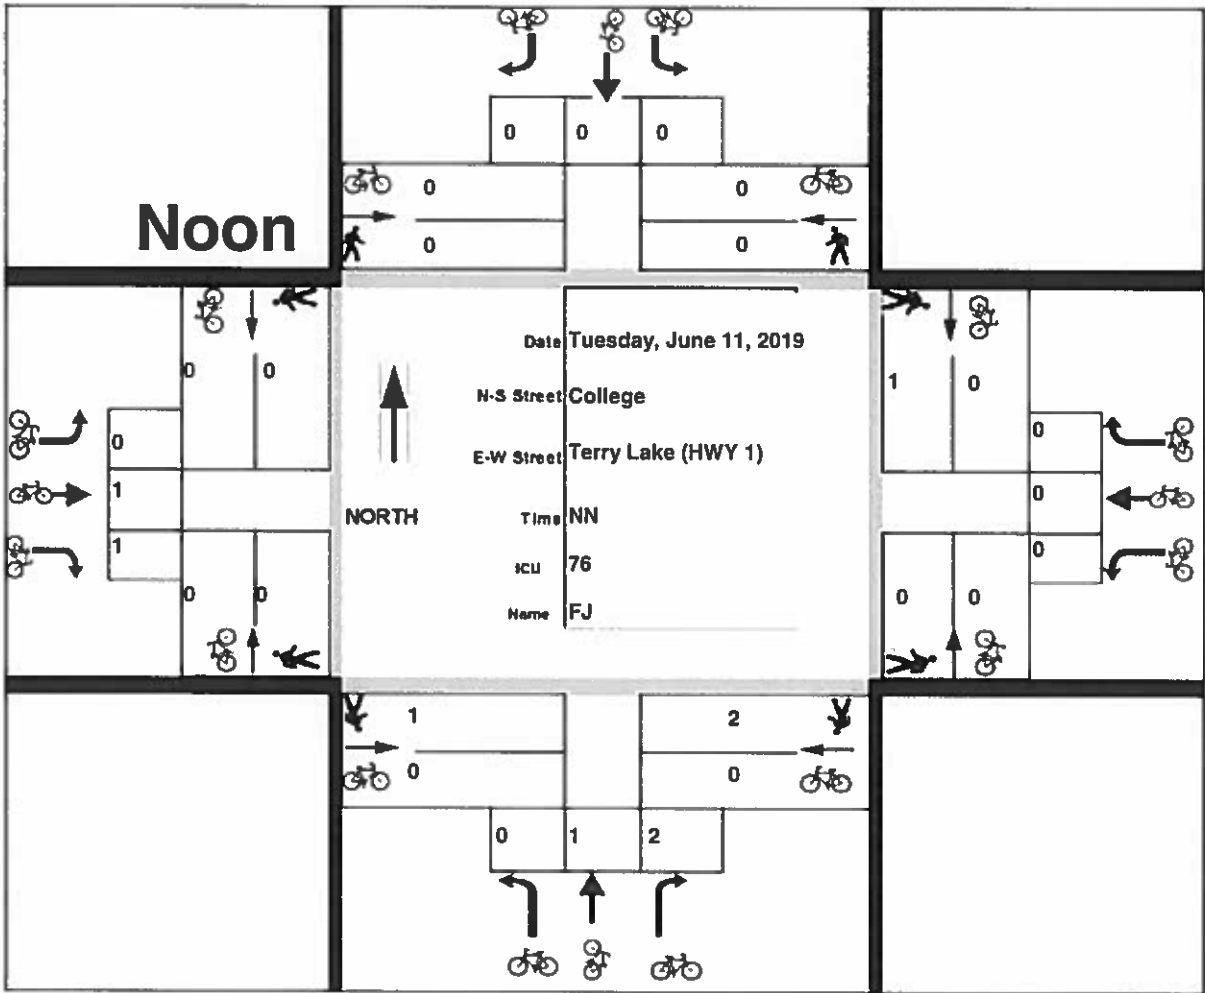 0 0 0
0 0
0 0
Noon
0 0
1 0
Date Tuesday, June 11, 2019
N-S Street College
E-W Street Terry Lake (HWY 1)
NORTH
Time NN
ICU 76
Name FJ
0
1
1
0
0
0
0 0
0 0
1 2
0 0
0 1 2